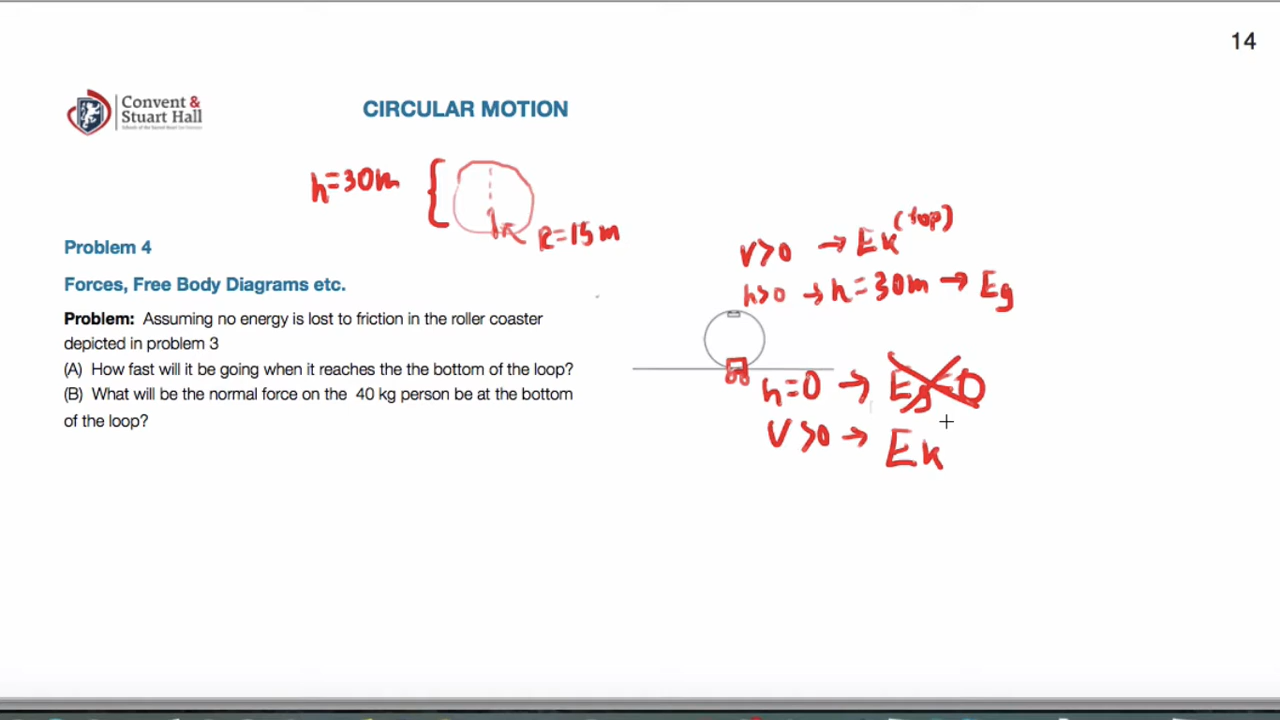 14
Convent &
Stuart Hall
CIRCULAR MOTION
h=30m
R=15m
Problem 4
Forces, Free Body Diagrams etc.
Problem: Assuming no energy is lost to friction in the roller coaster
depicted in problem 3
(A) How fast will it be going when it reaches the the bottom of the loop?
(B) What will be the normal force on the 40 kg person be at the bottom
of the loop?
v>0 → Ek (top)
h>0 → h=30m → Eg
h=0 → Eg=0
V>0 → Ek